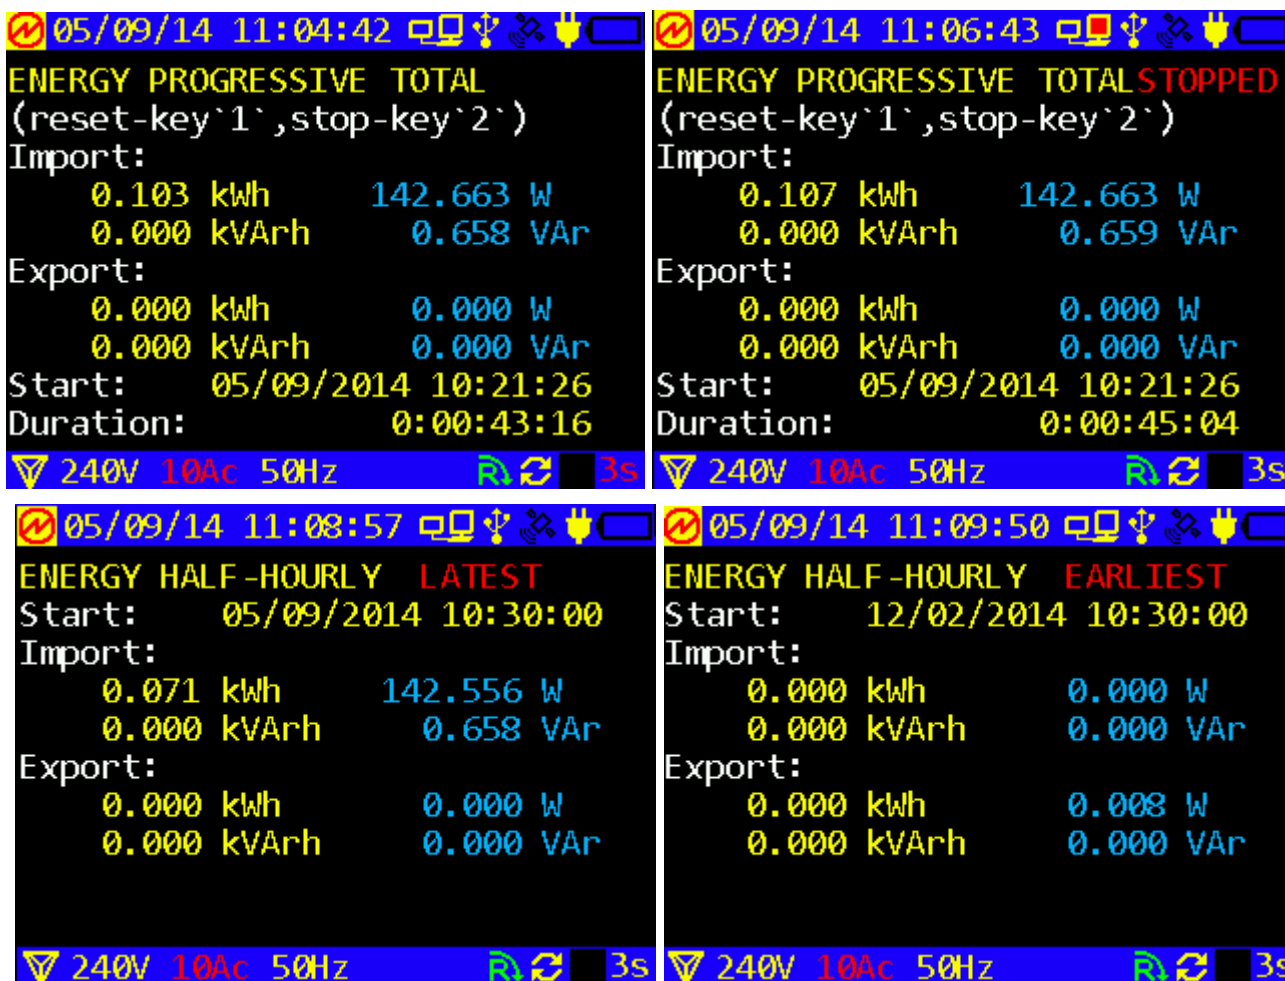 05/09/14 11:04:42
ENERGY PROGRESSIVE TOTAL
(reset-key`1`,stop-key`2`)
Import:
0.103 kWh 142.663 W
0.000 kVArh 0.658 VAr
Export:
0.000 kWh 0.000 W
0.000 kVArh 0.000 VAr
Start: 05/09/2014 10:21:26
Duration: 0:00:43:16
240V 10Ac 50Hz R 3s
05/09/14 11:06:43
ENERGY PROGRESSIVE TOTALSTOPPED
(reset-key`1`,stop-key`2`)
Import:
0.107 kWh 142.663 W
0.000 kVArh 0.659 VAr
Export:
0.000 kWh 0.000 W
0.000 kVArh 0.000 VAr
Start: 05/09/2014 10:21:26
Duration: 0:00:45:04
240V 10Ac 50Hz R 3s
05/09/14 11:08:57
ENERGY HALF-HOURLY LATEST
Start: 05/09/2014 10:30:00
Import:
0.071 kWh 142.556 W
0.000 kVArh 0.658 VAr
Export:
0.000 kWh 0.000 W
0.000 kVArh 0.000 VAr
240V 10Ac 50Hz R 3s
05/09/14 11:09:50
ENERGY HALF-HOURLY EARLIEST
Start: 12/02/2014 10:30:00
Import:
0.000 kWh 0.000 W
0.000 kVArh 0.000 VAr
Export:
0.000 kWh 0.008 W
0.000 kVArh 0.000 VAr
240V 10Ac 50Hz R 3s